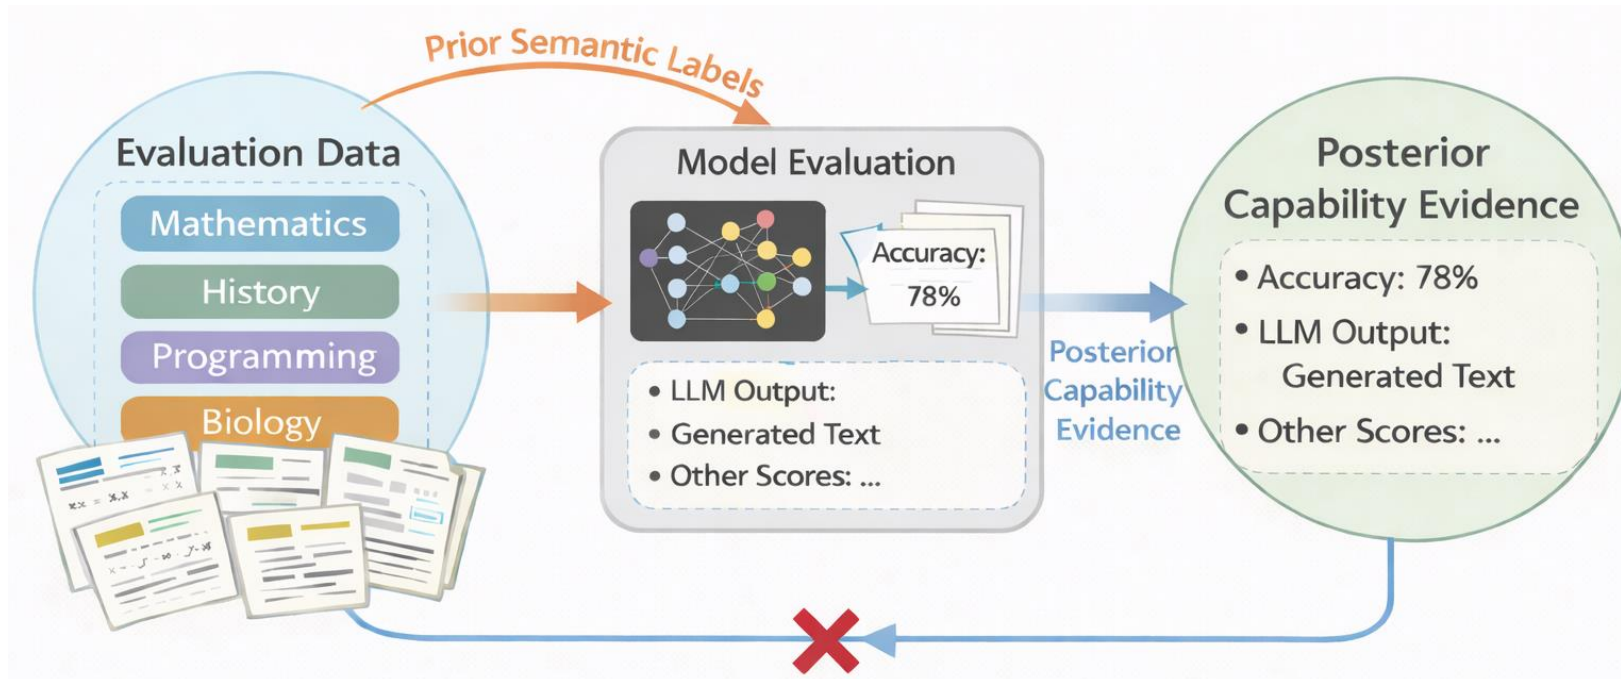 Prior Semantic Labels
Evaluation Data
Mathematics
History
Programming
Biology
Model Evaluation
Accuracy:
78%
• LLM Output:
• Generated Text
• Other Scores: ...
Posterior
Capability
Evidence
Posterior
Capability Evidence
• Accuracy: 78%
• LLM Output:
Generated Text
• Other Scores: ...